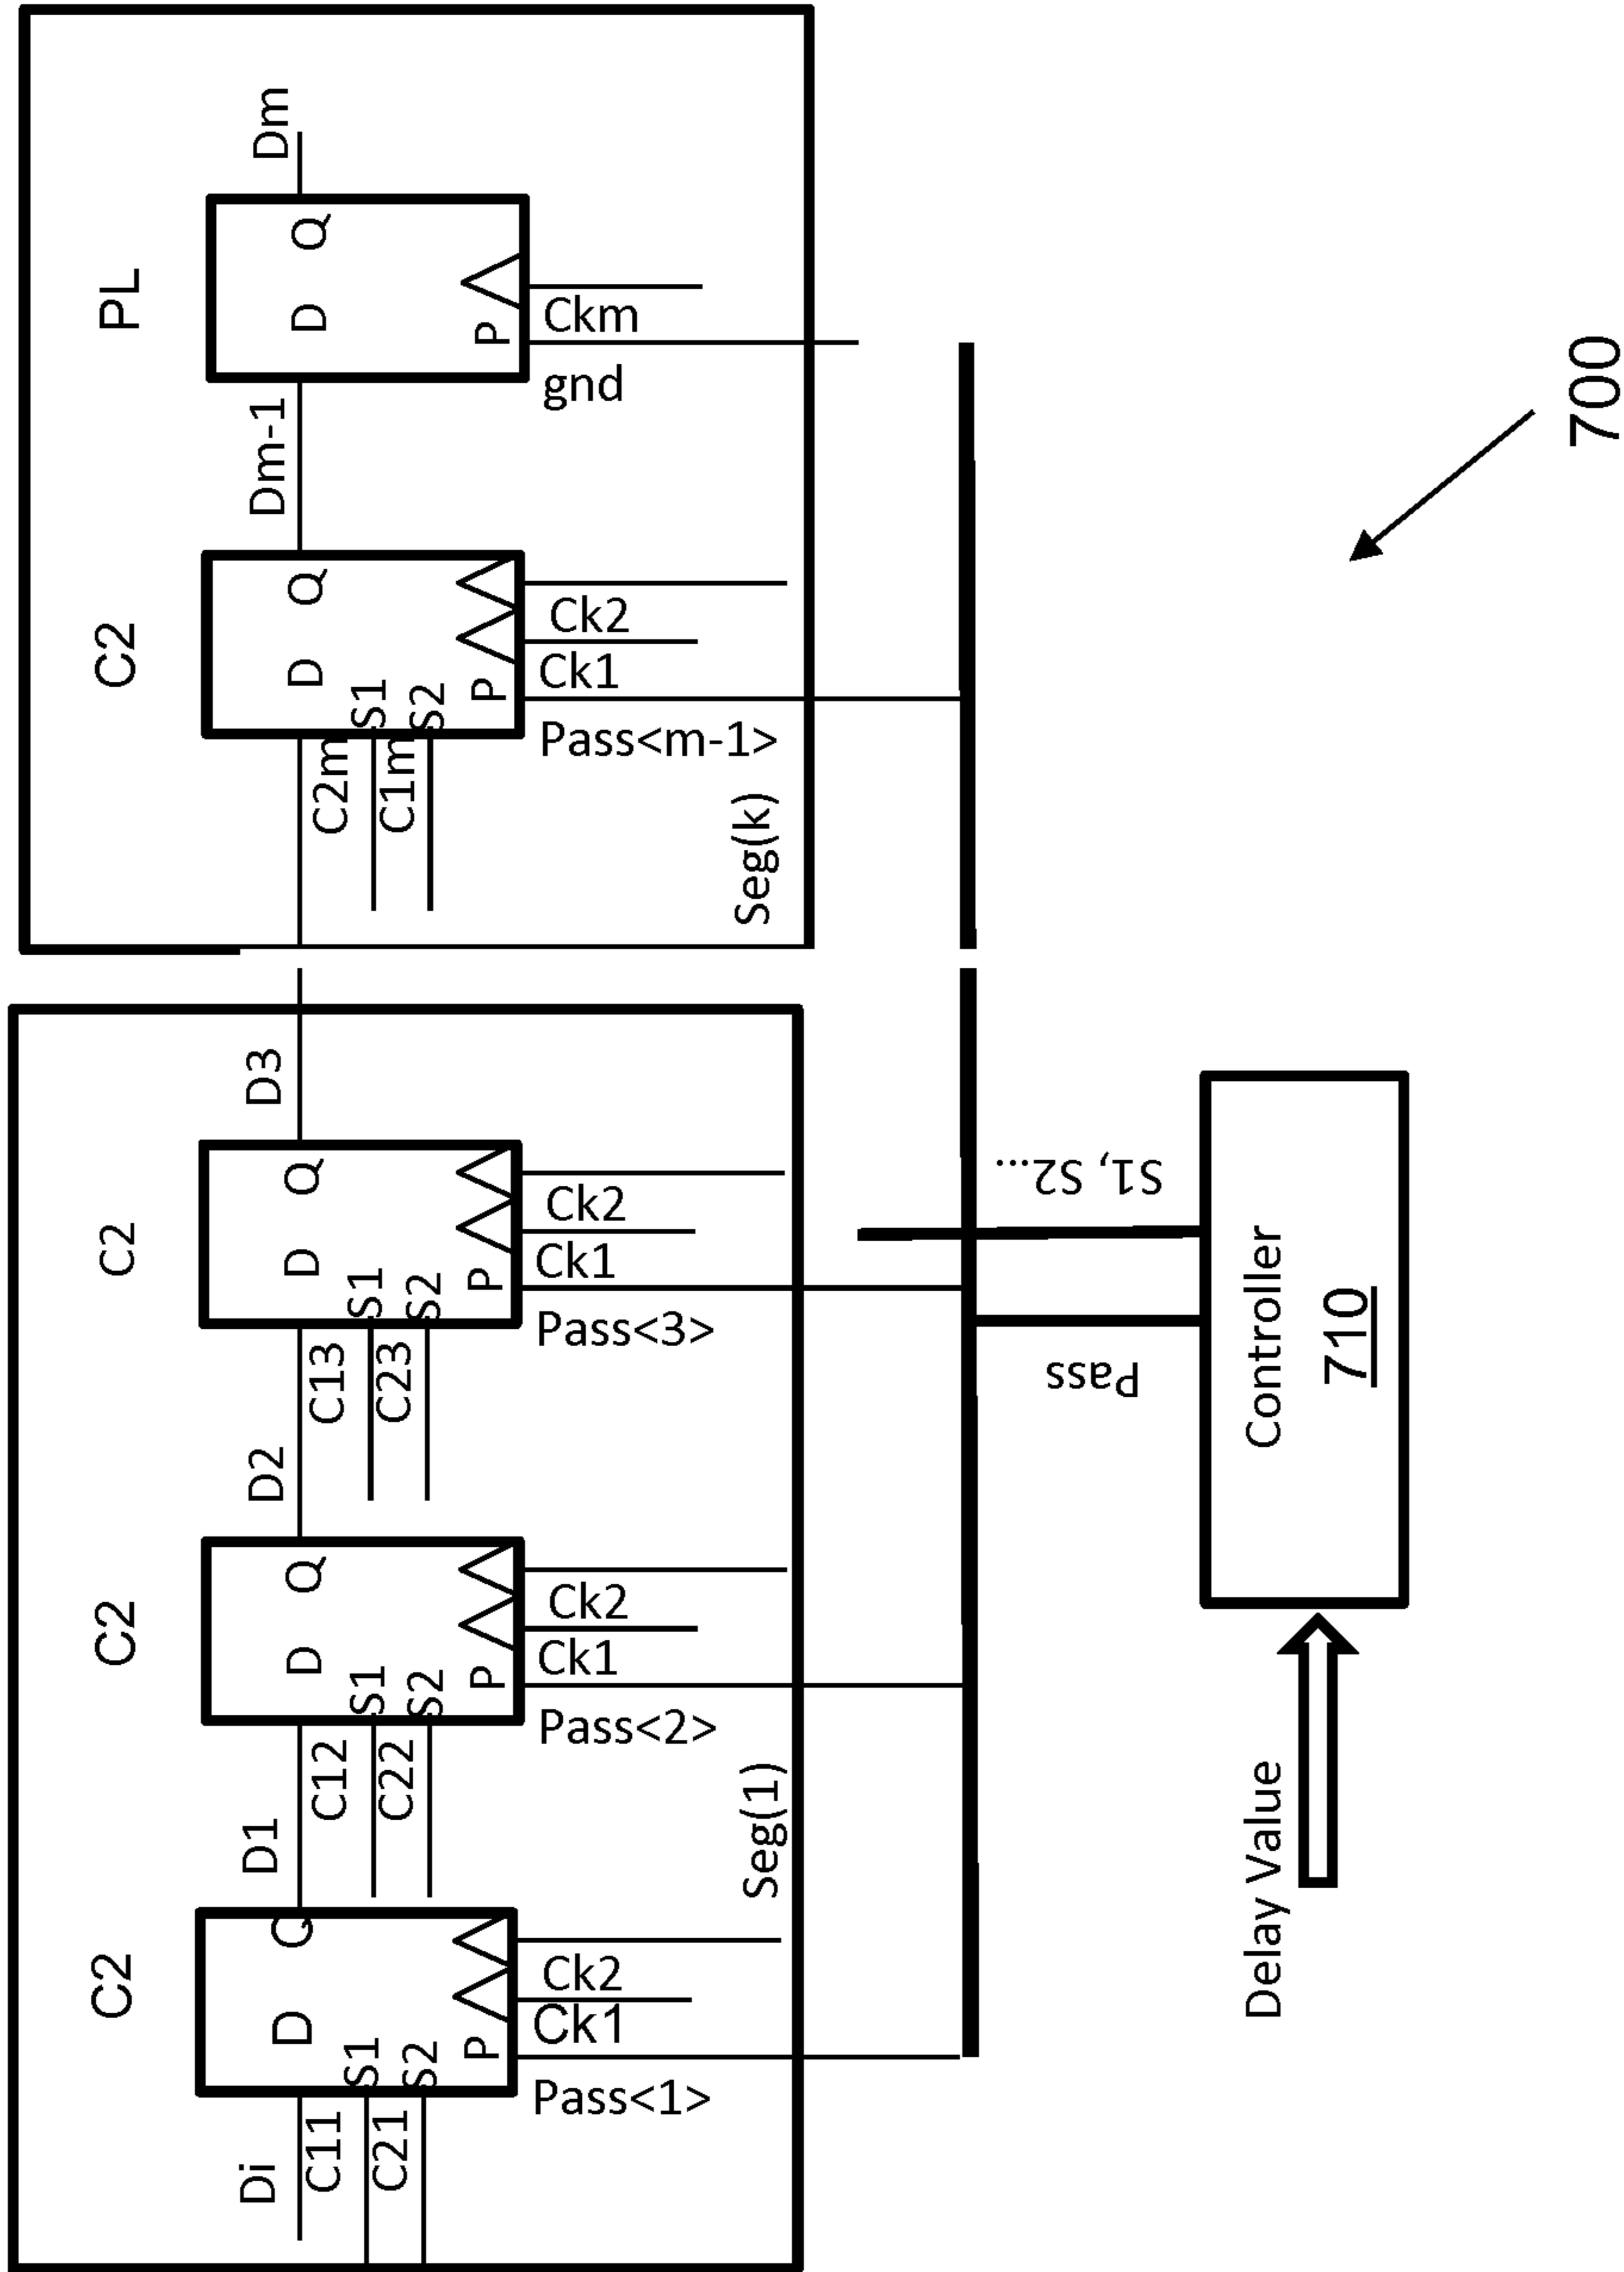 C2
C2
C2
C2
PL
Di
D1
D2
D3
Dm-1
Dm
D Q
D Q
D Q
D Q
D Q
C11
S1
C12
S1
C13
S1
C2m
S1
C21
S2
C22
S2
C23
S2
C1m
S2
P
P
P
P
P
Ck1
Ck2
Ck1
Ck2
Ck1
Ck2
Ck1
Ck2
Ckm
Pass<1>
Pass<2>
Pass<3>
Pass<m-1>
gnd
Seg(1)
Seg(k)
Pass
S1, S2...
Delay Value
Controller
710
700